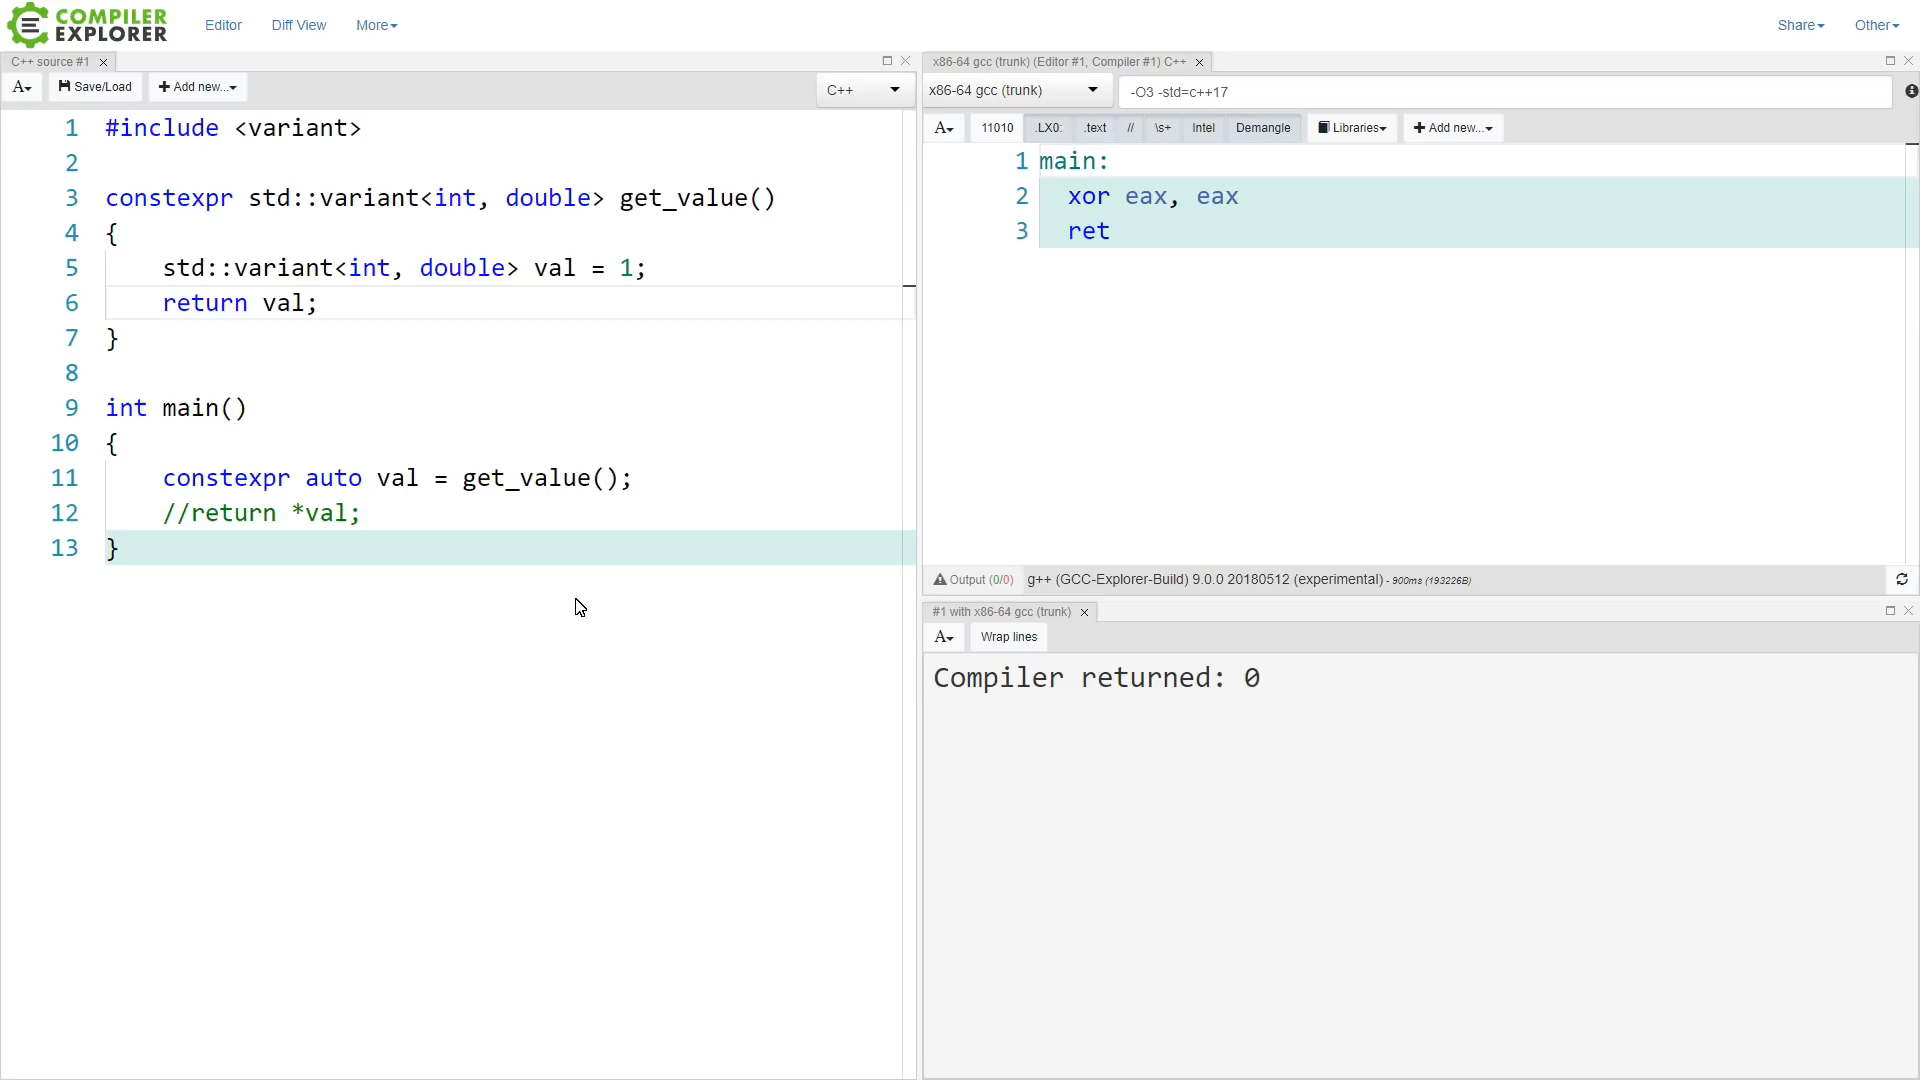 COMPILER
EXPLORER
Editor
Diff View
More
Share
Other
C++ source #1
A
Save/Load
Add new...
C++
1 #include <variant>
2
3 constexpr std::variant<int, double> get_value()
4 {
5     std::variant<int, double> val = 1;
6     return val;
7 }
8
9 int main()
10 {
11     constexpr auto val = get_value();
12     //return *val;
13 }
x86-64 gcc (trunk) (Editor #1, Compiler #1) C++
x86-64 gcc (trunk)
-O3 -std=c++17
A
11010
.LX0:
.text
//
\s+
Intel
Demangle
Libraries
Add new...
1 main:
2   xor eax, eax
3   ret
Output (0/0) g++ (GCC-Explorer-Build) 9.0.0 20180512 (experimental) - 900ms (193226B)
#1 with x86-64 gcc (trunk)
A
Wrap lines
Compiler returned: 0